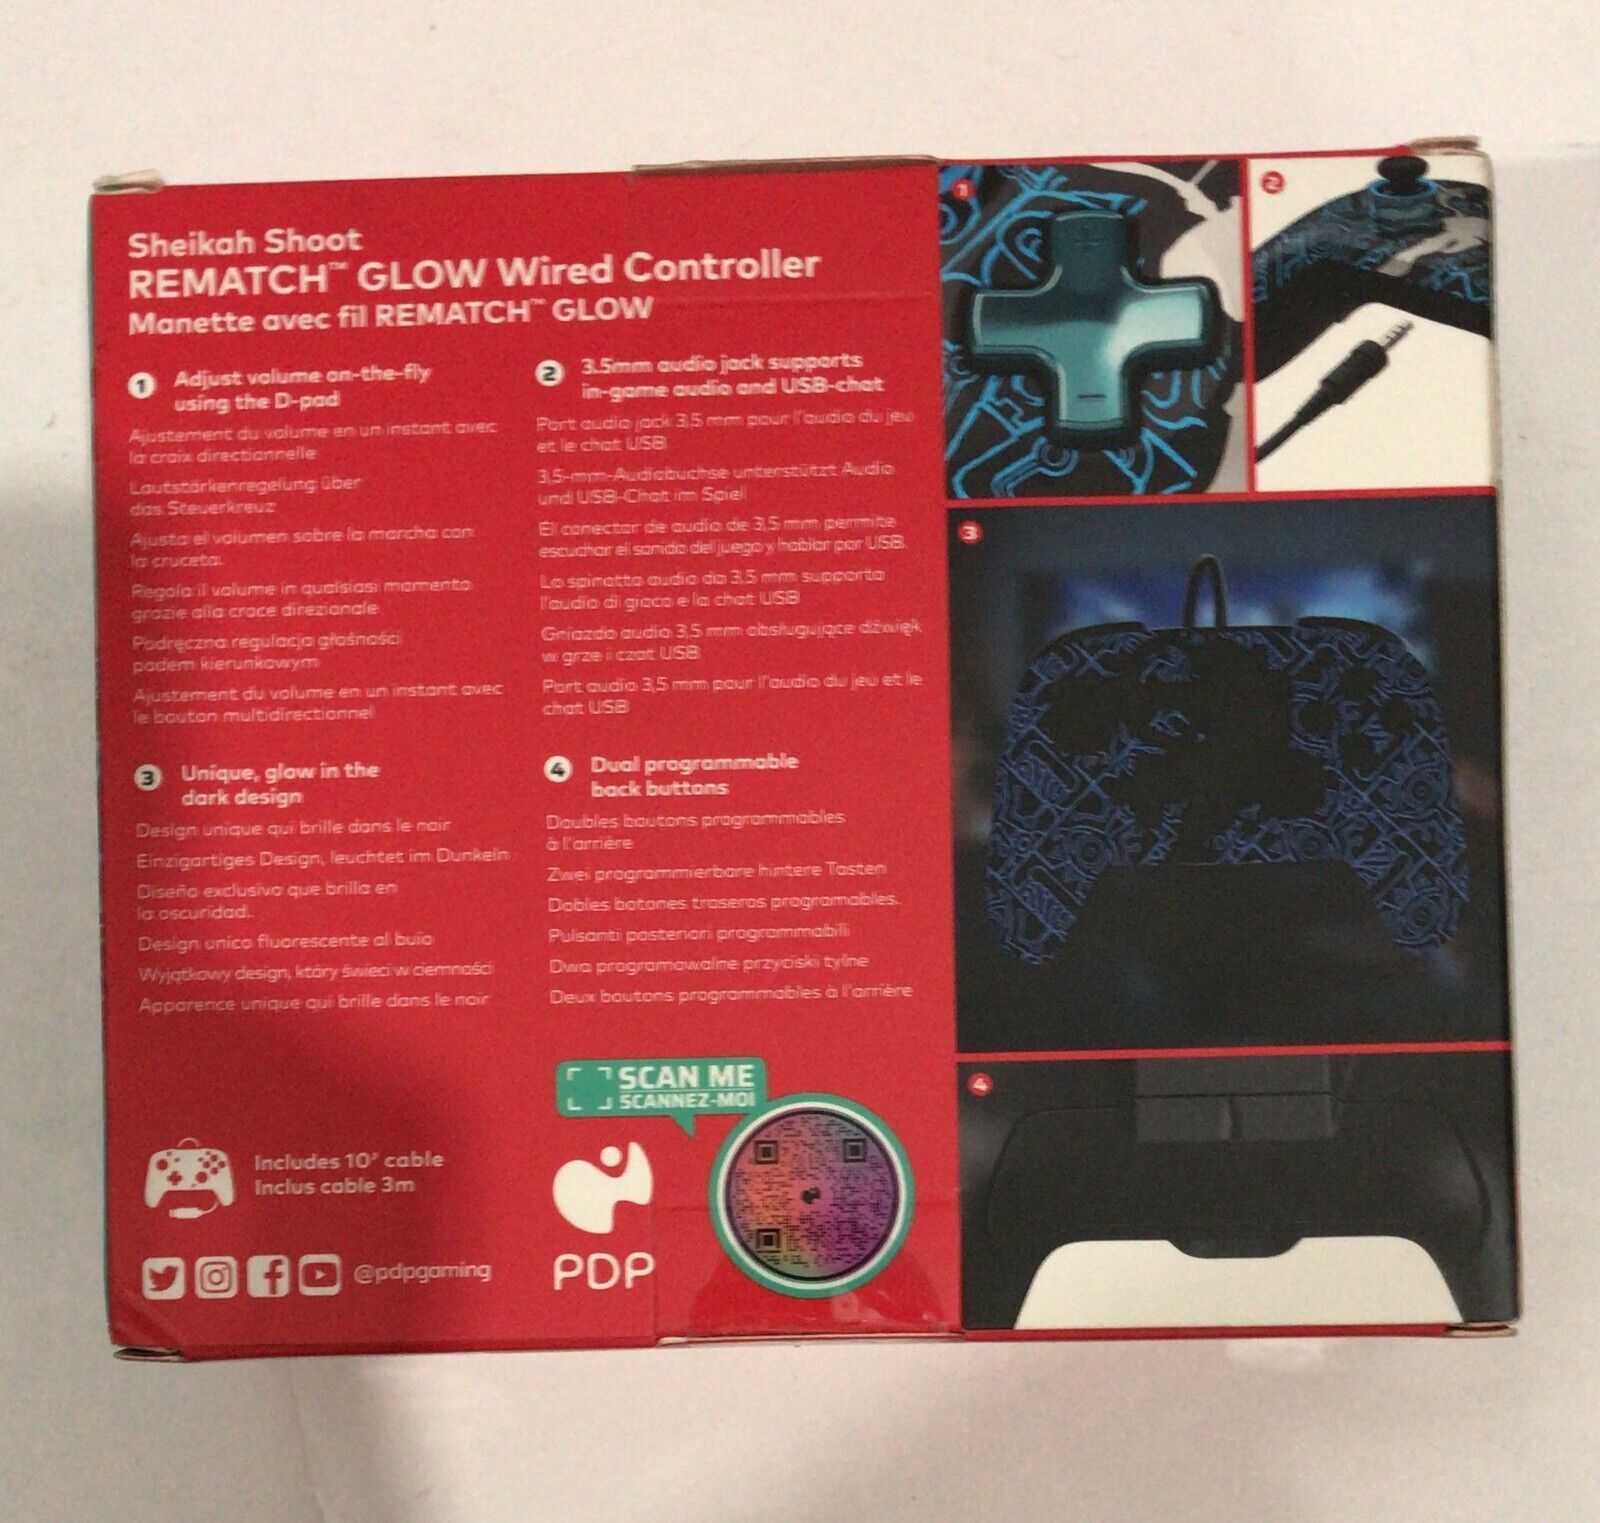 Sheikah Shoot
REMATCH™ GLOW Wired Controller
Manette avec fil REMATCH™ GLOW
1 Adjust volume on-the-fly
using the D-pad
Ajustement du volume en un instant avec
la croix directionnelle
Lautstärkenregelung über
das Steuerkreuz
Ajusta el volumen sobre la marcha con
la cruceta.
Regola il volume in qualsiasi momento
grazie alla croce direzionale
Podręczna regulacja głośności
padem kierunkowym
Ajustement du volume en un instant avec
le bouton multidirectionnel
2 3.5mm audio jack supports
in-game audio and USB-chat
Port audio jack 3,5 mm pour l'audio du jeu
et le chat USB
3,5-mm-Audiobuchse unterstützt Audio
und USB-Chat im Spiel
El conector de audio de 3,5 mm permite
escuchar el sonido del juego y hablar por USB.
Lo spinotto audio da 3,5 mm supporta
l'audio di gioco e la chat USB
Gniazdo audio 3,5 mm obsługujące dźwięk
w grze i czat USB
Port audio 3,5 mm pour l'audio du jeu et le
chat USB
3 Unique, glow in the
dark design
Design unique qui brille dans le noir
Einzigartiges Design, leuchtet im Dunkeln
Diseño exclusivo que brilla en
la oscuridad.
Design unico fluorescente al buio
Wyjątkowy design, który świeci w ciemności
Apparence unique qui brille dans le noir
4 Dual programmable
back buttons
Doubles boutons programmables
à l'arrière
Zwei programmierbare hintere Tasten
Dobles botones traseros programables.
Pulsanti posteriori programmabili
Dwa programowalne przyciski tylne
Deux boutons programmables à l'arrière
SCAN ME
SCANNEZ-MOI
Includes 10' cable
Inclus cable 3m
@pdpgaming
PDP
1
2
3
4